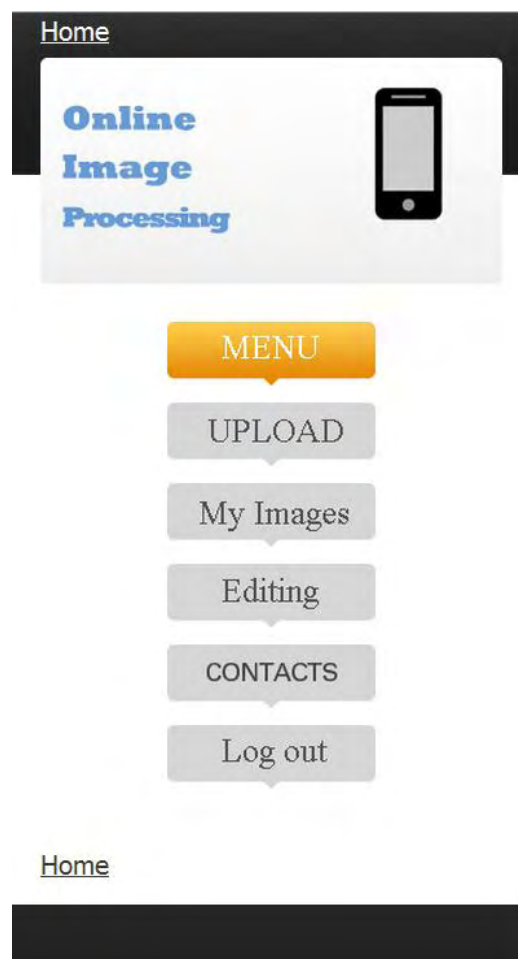 Home
Online
Image
Processing
MENU
UPLOAD
My Images
Editing
CONTACTS
Log out
Home